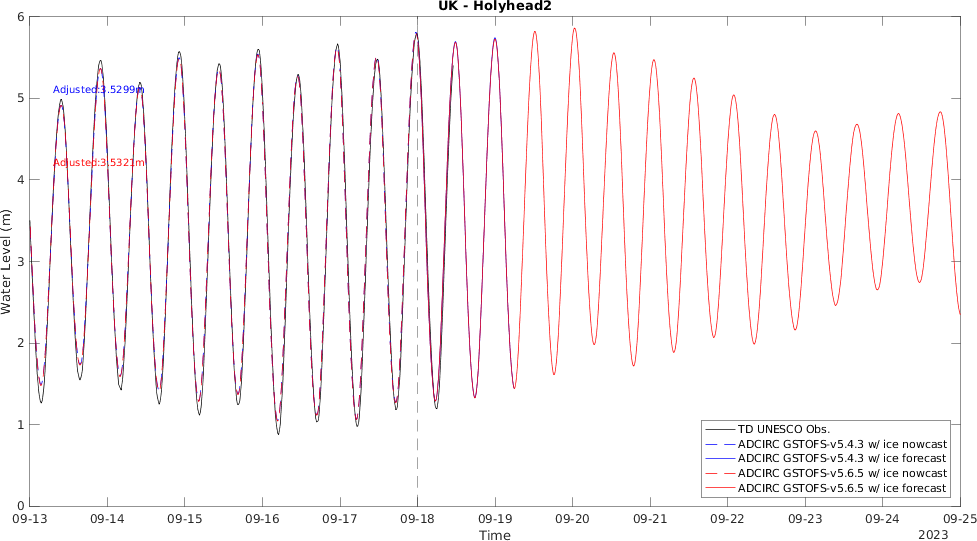 UK - Holyhead2
6
5
4
3
2
1
0
Water Level (m)
Adjusted:3.5299m
Adjusted:3.5321m
TD UNESCO Obs.
ADCIRC GSTOFS-v5.4.3 w/ ice nowcast
ADCIRC GSTOFS-v5.4.3 w/ ice forecast
ADCIRC GSTOFS-v5.6.5 w/ ice nowcast
ADCIRC GSTOFS-v5.6.5 w/ ice forecast
09-13 09-14 09-15 09-16 09-17 09-18 09-19 09-20 09-21 09-22 09-23 09-24 09-25
Time
2023